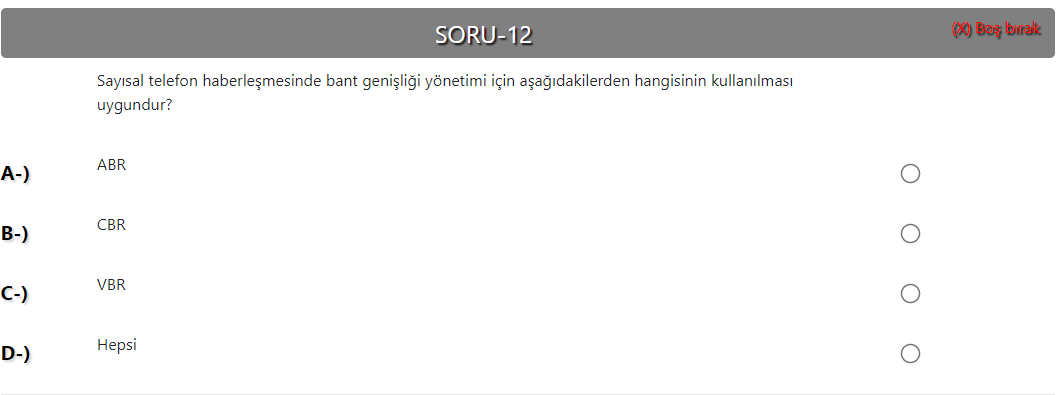 SORU-12
(X) Boş bırak
Sayısal telefon haberleşmesinde bant genişliği yönetimi için aşağıdakilerden hangisinin kullanılması
uygundur?
A-) ABR
B-) CBR
C-) VBR
D-) Hepsi